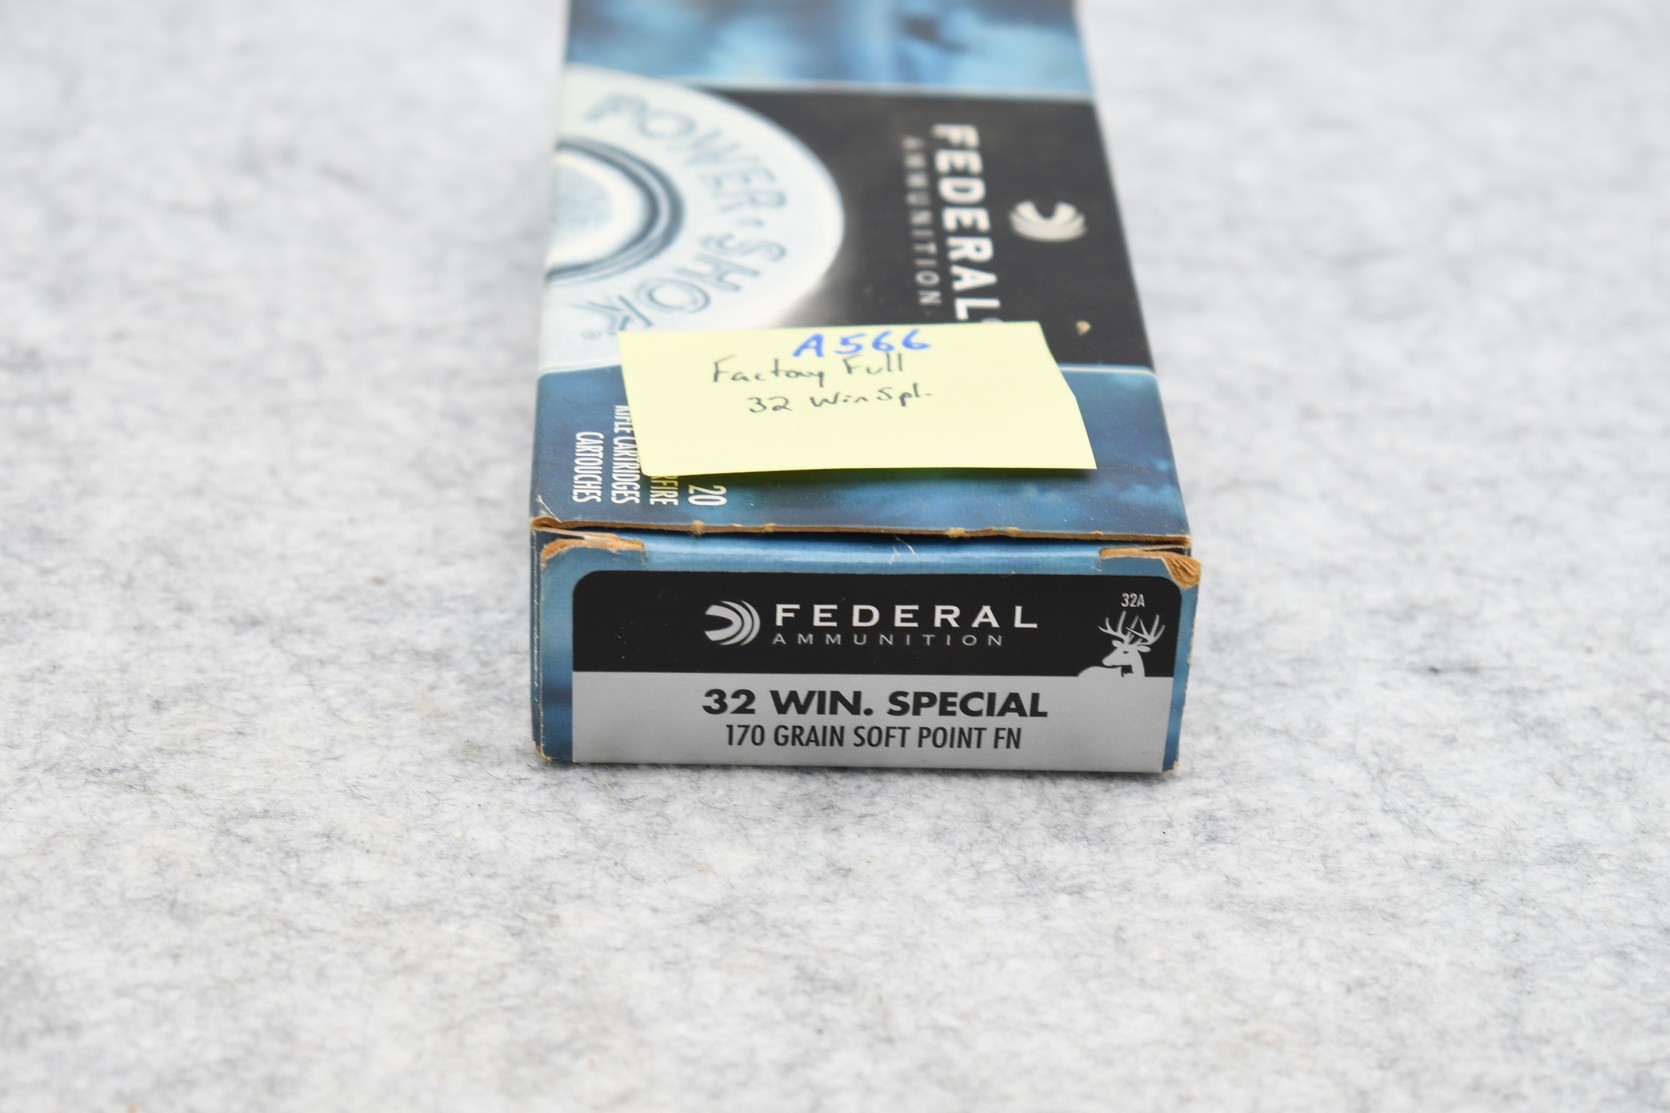 POWER·SHOK®
FEDERAL®
AMMUNITION
A566
Factory Full
32 Win Spl.
20
RIFLE CARTRIDGES
CARTOUCHES
FEDERAL
AMMUNITION
32A
32 WIN. SPECIAL
170 GRAIN SOFT POINT FN